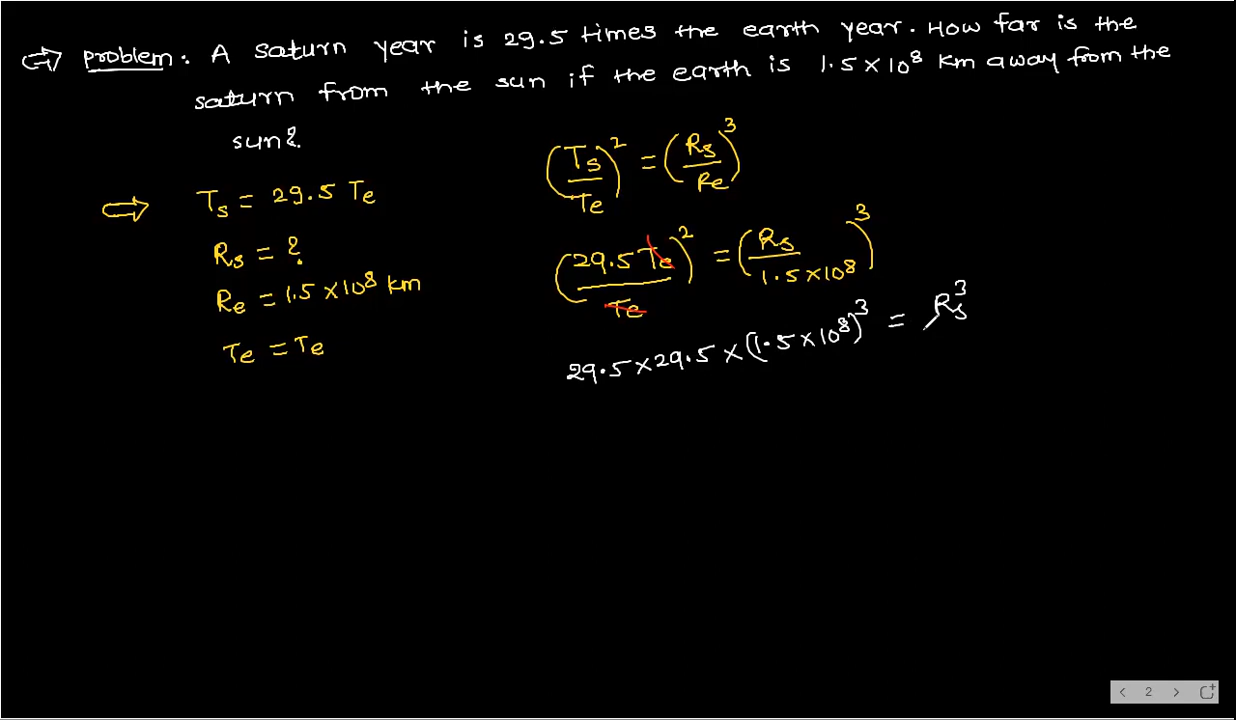 → problem: A saturn year is 29.5 times the earth year. How far is the
saturn from the sun if the earth is 1.5×10⁸ km away from the
sun?
⇒ Ts = 29.5 Te
Rs = ?
Re = 1.5×10⁸ km
Te = Te
(Ts/Te)² = (Rs/Re)³
(29.5 Te/Te)² = (Rs/1.5×10⁸)³
29.5×29.5×(1.5×10⁸)³ = Rs³
2